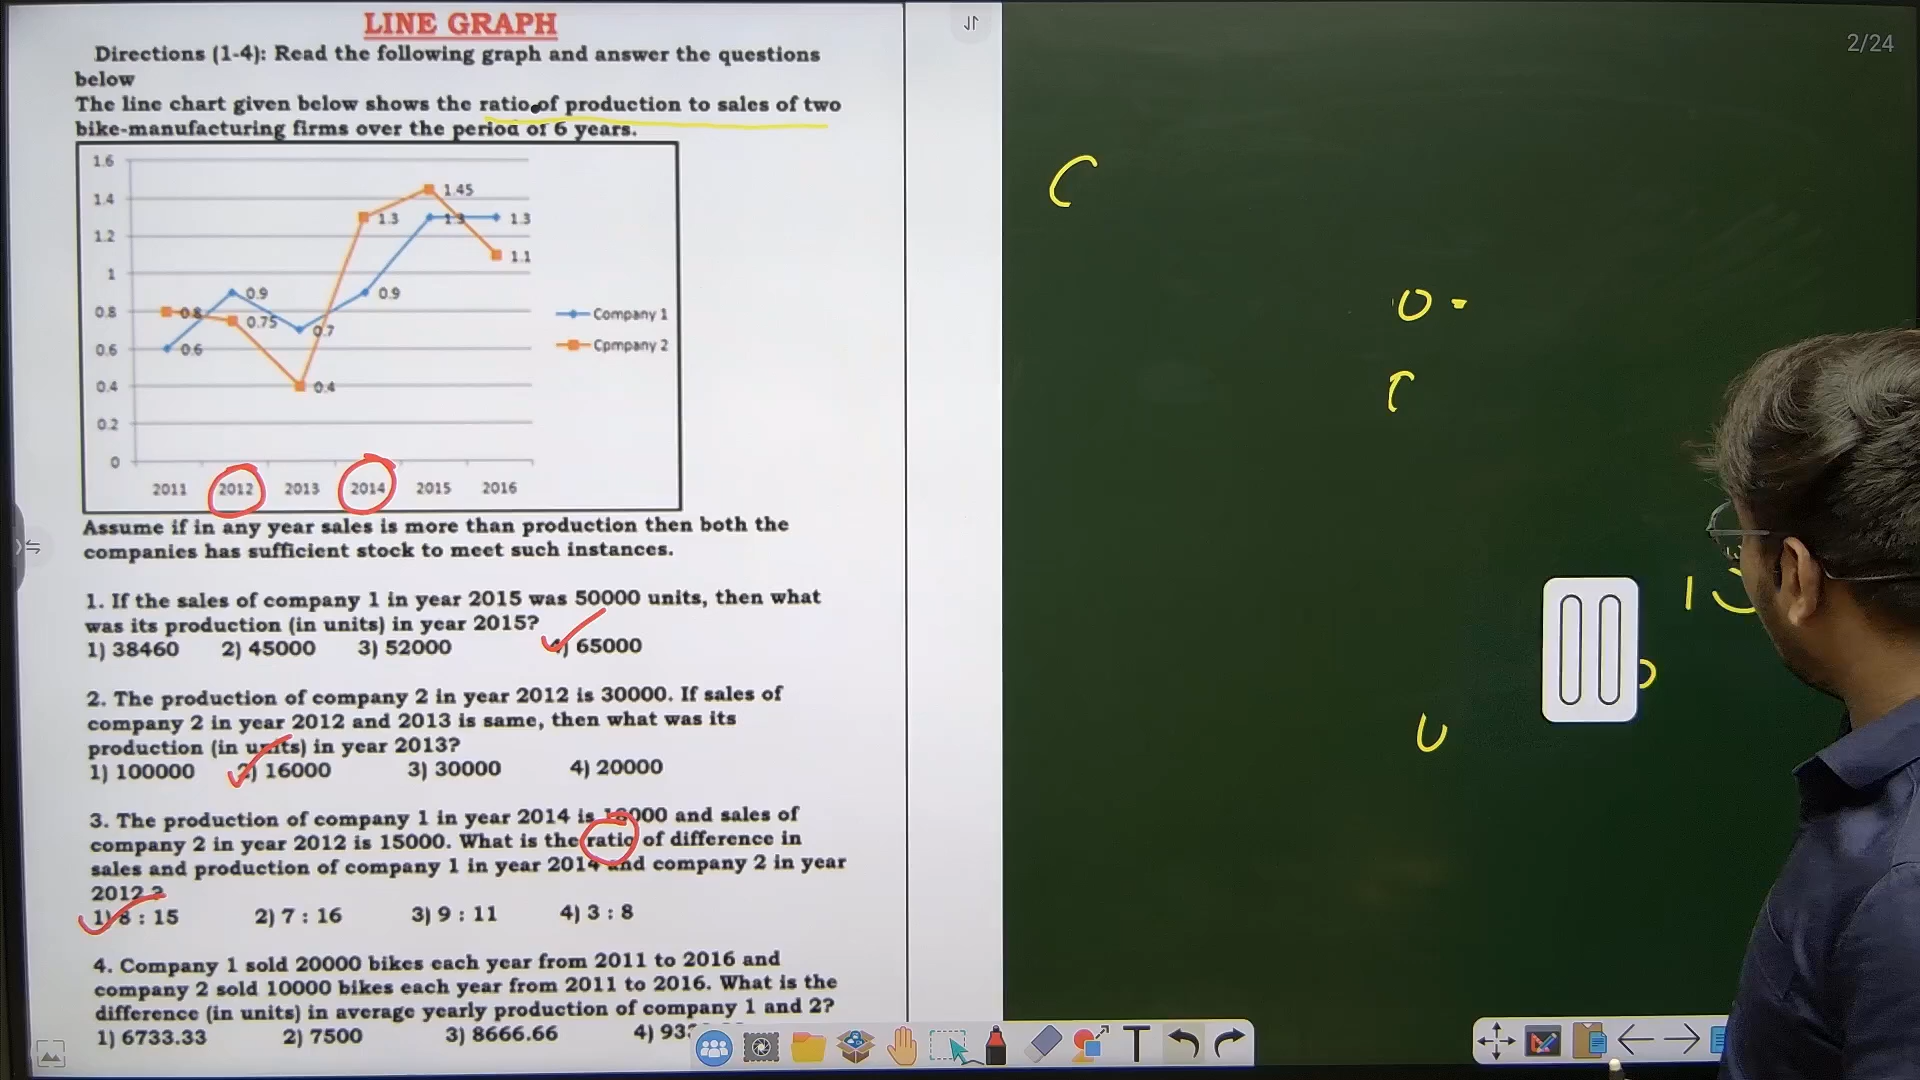 LINE GRAPH
Directions (1-4): Read the following graph and answer the questions
below
The line chart given below shows the ratio of production to sales of two
bike-manufacturing firms over the period of 6 years.
1.6
1.4
1.2
1
0.8
0.6
0.4
0.2
0
0.8
0.6
0.9
0.75
0.7
0.4
1.3
0.9
1.45
1.3
1.3
1.1
2011 2012 2013 2014 2015 2016
Company 1
Cpmpany 2
Assume if in any year sales is more than production then both the
companies has sufficient stock to meet such instances.
1. If the sales of company 1 in year 2015 was 50000 units, then what
was its production (in units) in year 2015?
1) 38460 2) 45000 3) 52000 4) 65000
2. The production of company 2 in year 2012 is 30000. If sales of
company 2 in year 2012 and 2013 is same, then what was its
production (in units) in year 2013?
1) 100000 2) 16000 3) 30000 4) 20000
3. The production of company 1 in year 2014 is 18000 and sales of
company 2 in year 2012 is 15000. What is the ratio of difference in
sales and production of company 1 in year 2014 and company 2 in year
2012 ?
1) 8 : 15 2) 7 : 16 3) 9 : 11 4) 3 : 8
4. Company 1 sold 20000 bikes each year from 2011 to 2016 and
company 2 sold 10000 bikes each year from 2011 to 2016. What is the
difference (in units) in average yearly production of company 1 and 2?
1) 6733.33 2) 7500 3) 8666.66 4)
2/24
T